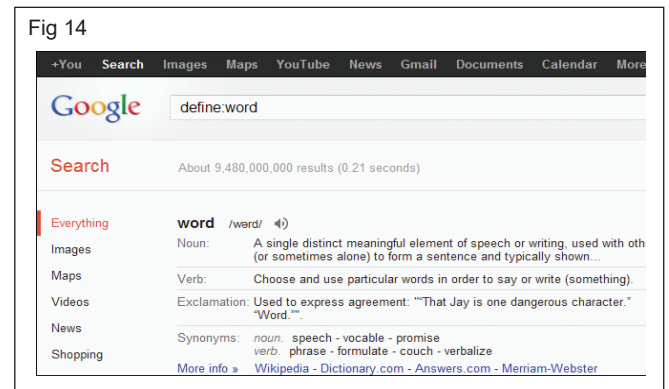 Fig 14
+You Search Images Maps YouTube News Gmail Documents Calendar More
Google
define:word
Search
About 9,480,000,000 results (0.21 seconds)
Everything
Images
Maps
Videos
News
Shopping
word /wərd/
Noun: A single distinct meaningful element of speech or writing, used with oth
(or sometimes alone) to form a sentence and typically shown...
Verb: Choose and use particular words in order to say or write (something).
Exclamation: Used to express agreement: ""That Jay is one dangerous character."
"Word."".
Synonyms: noun. speech - vocable - promise
verb. phrase - formulate - couch - verbalize
More info » Wikipedia - Dictionary.com - Answers.com - Merriam-Webster